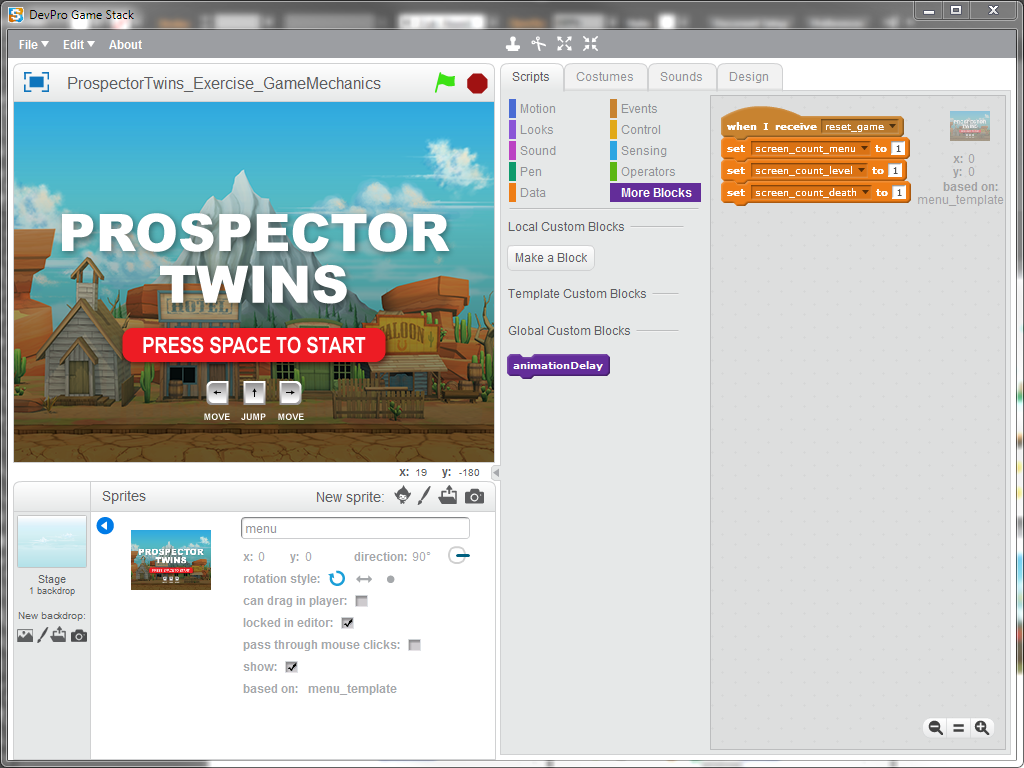 DevPro Game Stack
File Edit About
ProspectorTwins_Exercise_GameMechanics
PROSPECTOR
TWINS
HOTEL
SALOON
PRESS SPACE TO START
MOVE JUMP MOVE
x: 19 y: -180
Sprites
New sprite:
Stage
1 backdrop
New backdrop:
menu
x: 0 y: 0 direction: 90°
rotation style:
can drag in player:
locked in editor:
pass through mouse clicks:
show:
based on: menu_template
Scripts Costumes Sounds Design
Motion Events
Looks Control
Sound Sensing
Pen Operators
Data More Blocks
Local Custom Blocks
Make a Block
Template Custom Blocks
Global Custom Blocks
animationDelay
when I receive reset_game
set screen_count_menu to 1
set screen_count_level to 1
set screen_count_death to 1
x: 0
y: 0
based on:
menu_template